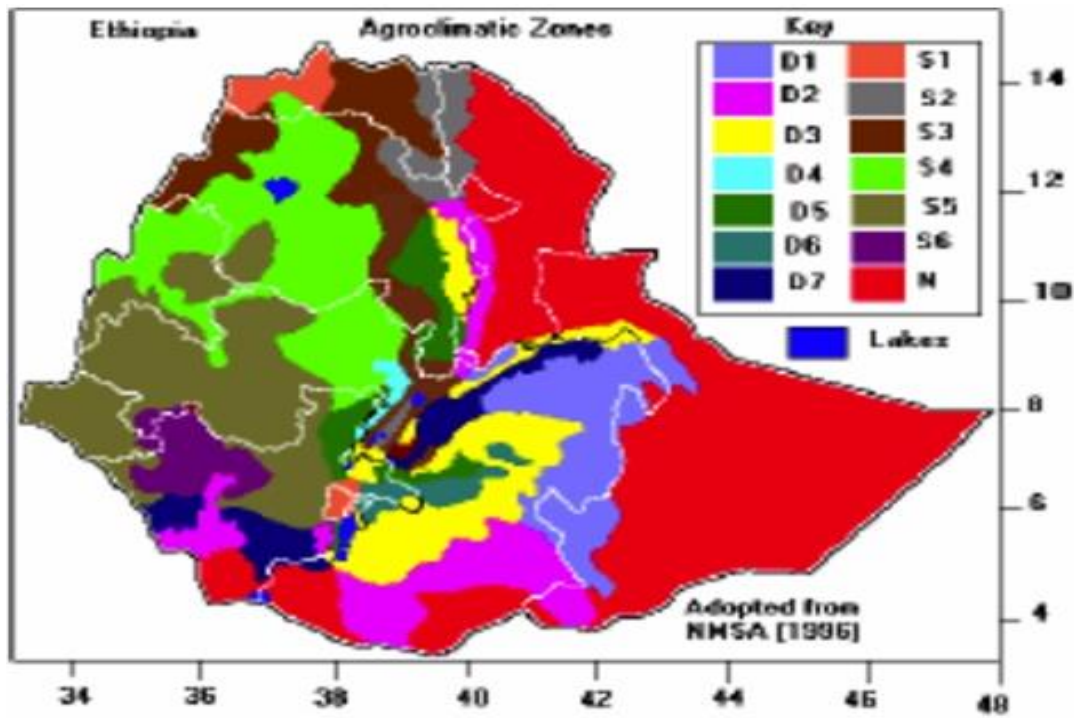 Ethiopia
Agroclimatic Zones
Key
D1 S1
D2 S2
D3 S3
D4 S4
D5 S5
D6 S6
D7 N
Lakes
14
12
10
8
6
4
Adopted from
NMSA [1996]
34 36 38 40 42 44 46 48